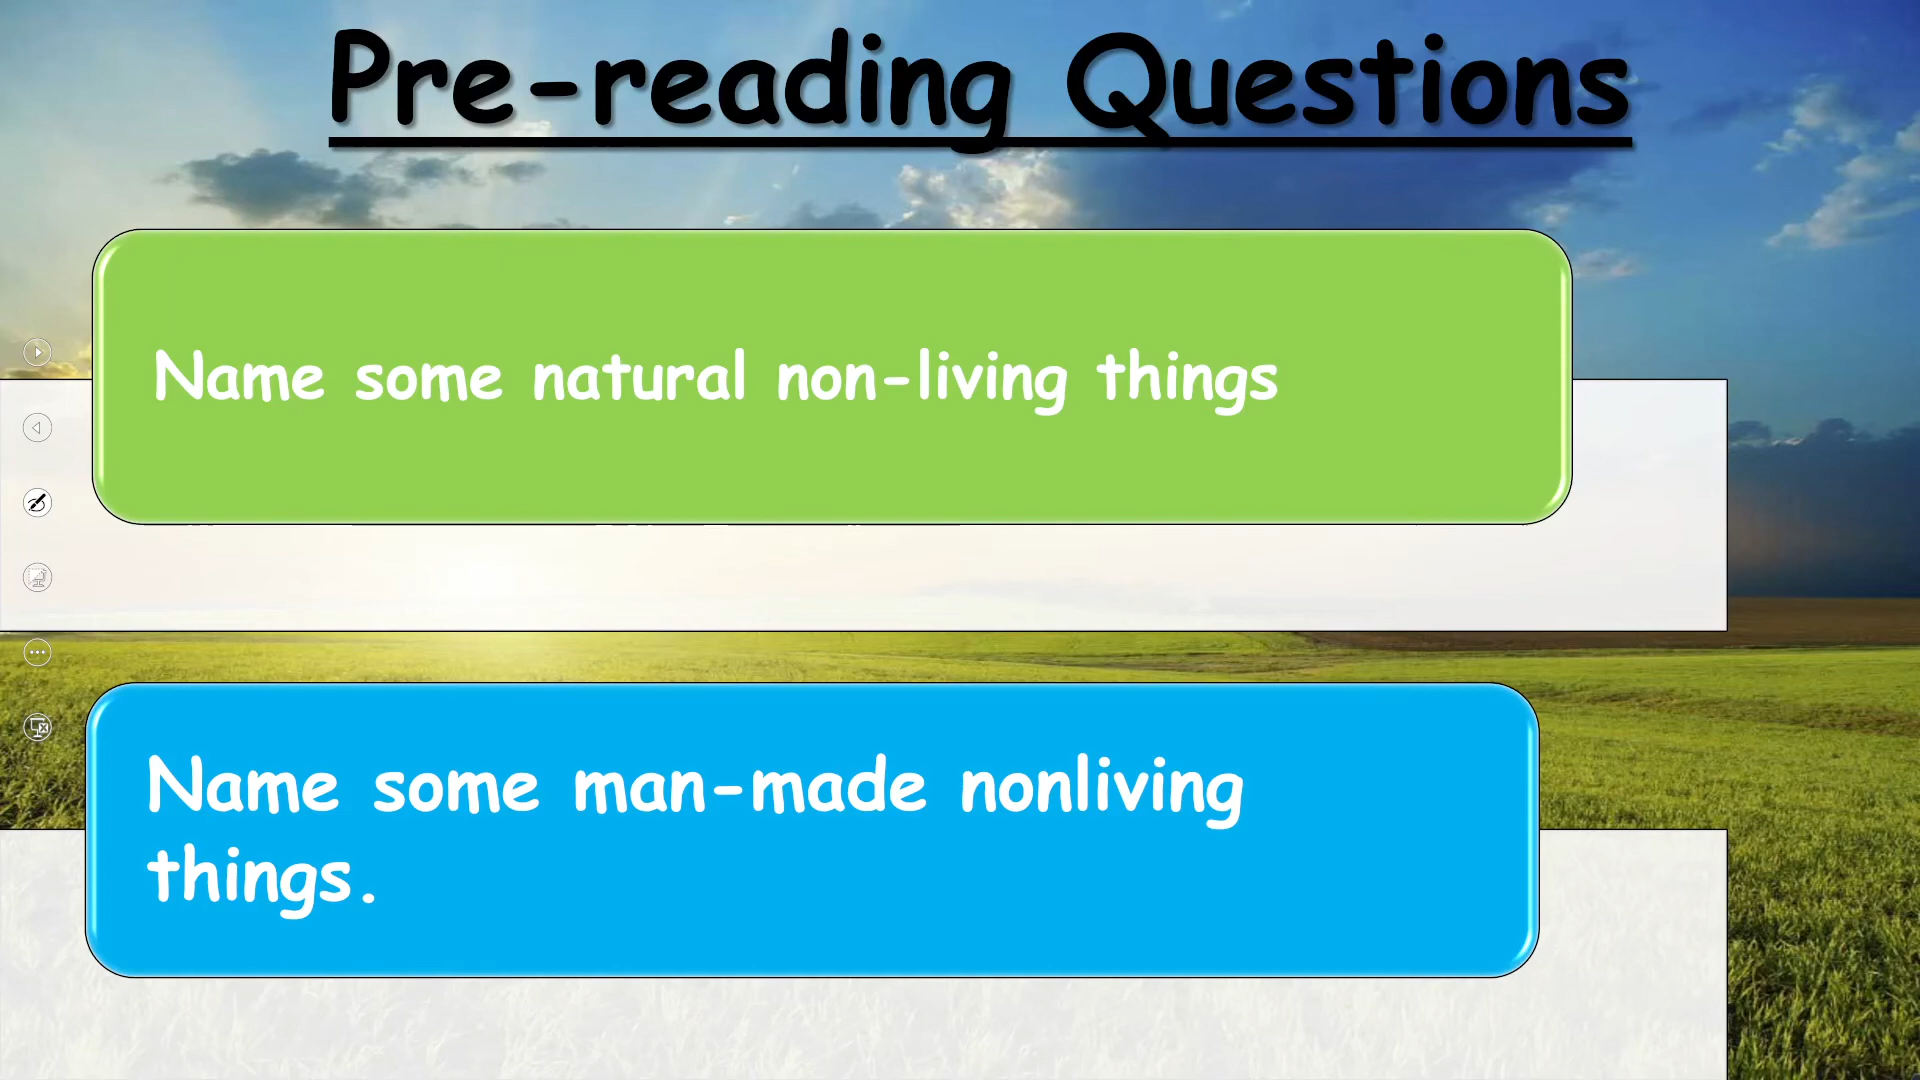 Pre-reading Questions
Name some natural non-living things
Name some man-made nonliving
things.